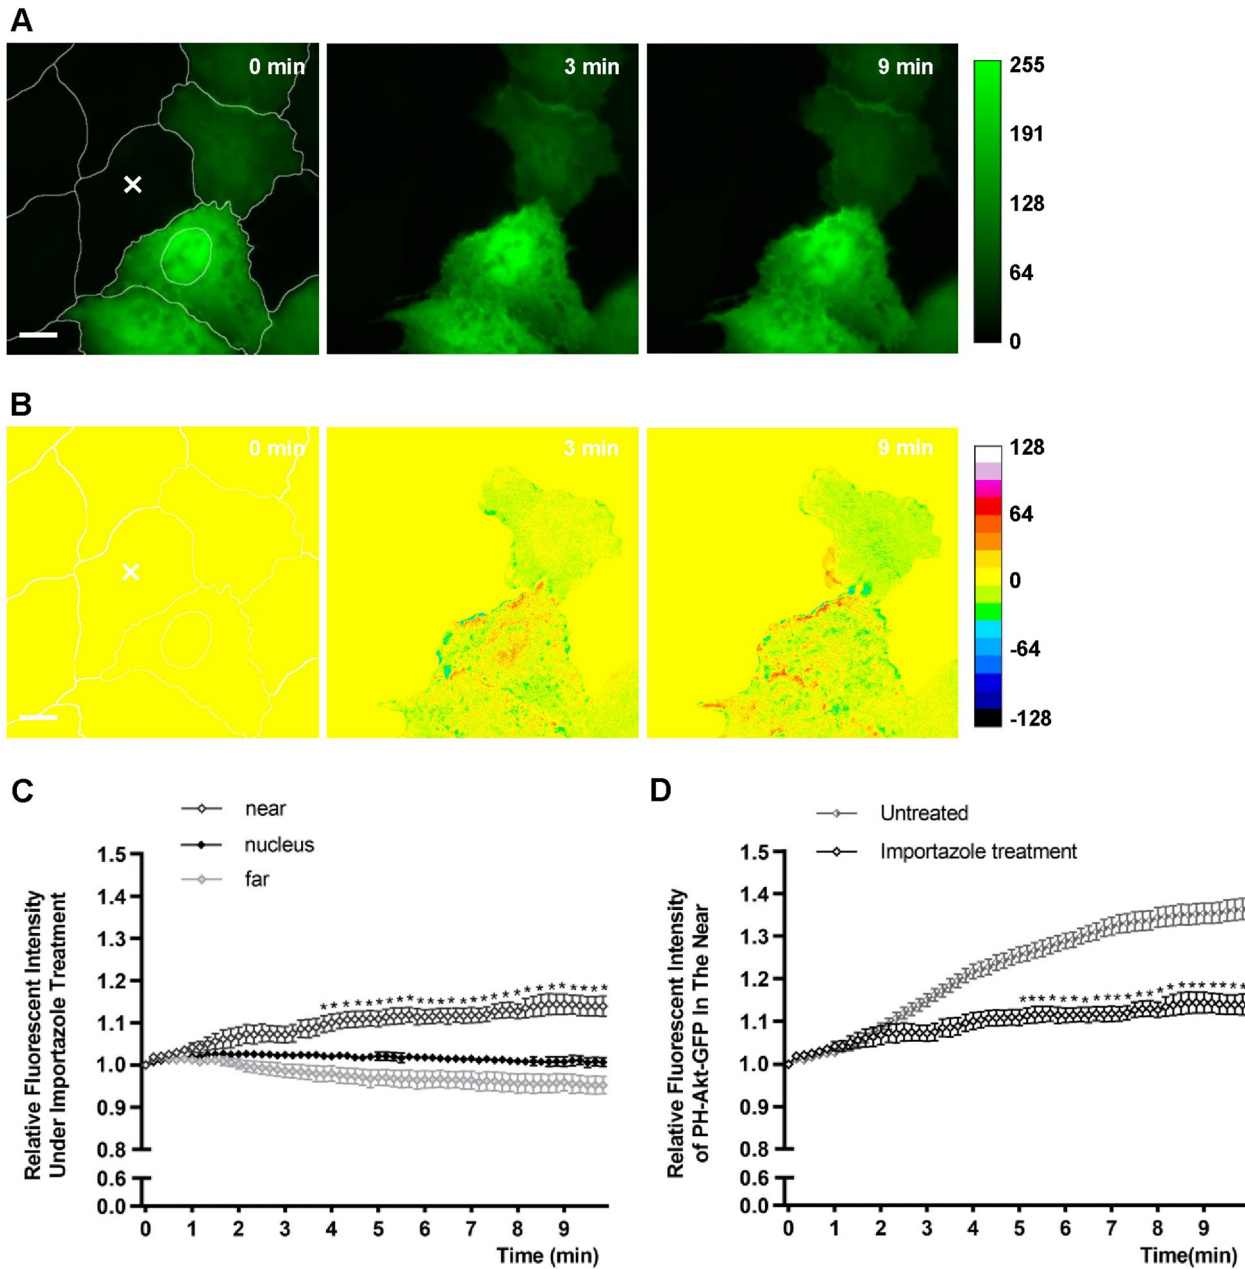 A
0 min
3 min
9 min
255
191
128
64
0
B
0 min
3 min
9 min
128
64
0
-64
-128
C
near
nucleus
far
Relative Fluorescent Intensity
Under Importazole Treatment
1.5
1.4
1.3
1.2
1.1
1.0
0.9
0.8
0.6
0.0
0 1 2 3 4 5 6 7 8 9
Time (min)
D
Untreated
Importazole treatment
Relative Fluorescent Intensity
of PH-Akt-GFP In The Near
1.5
1.4
1.3
1.2
1.1
1.0
0.9
0.8
0.6
0.0
0 1 2 3 4 5 6 7 8 9
Time(min)